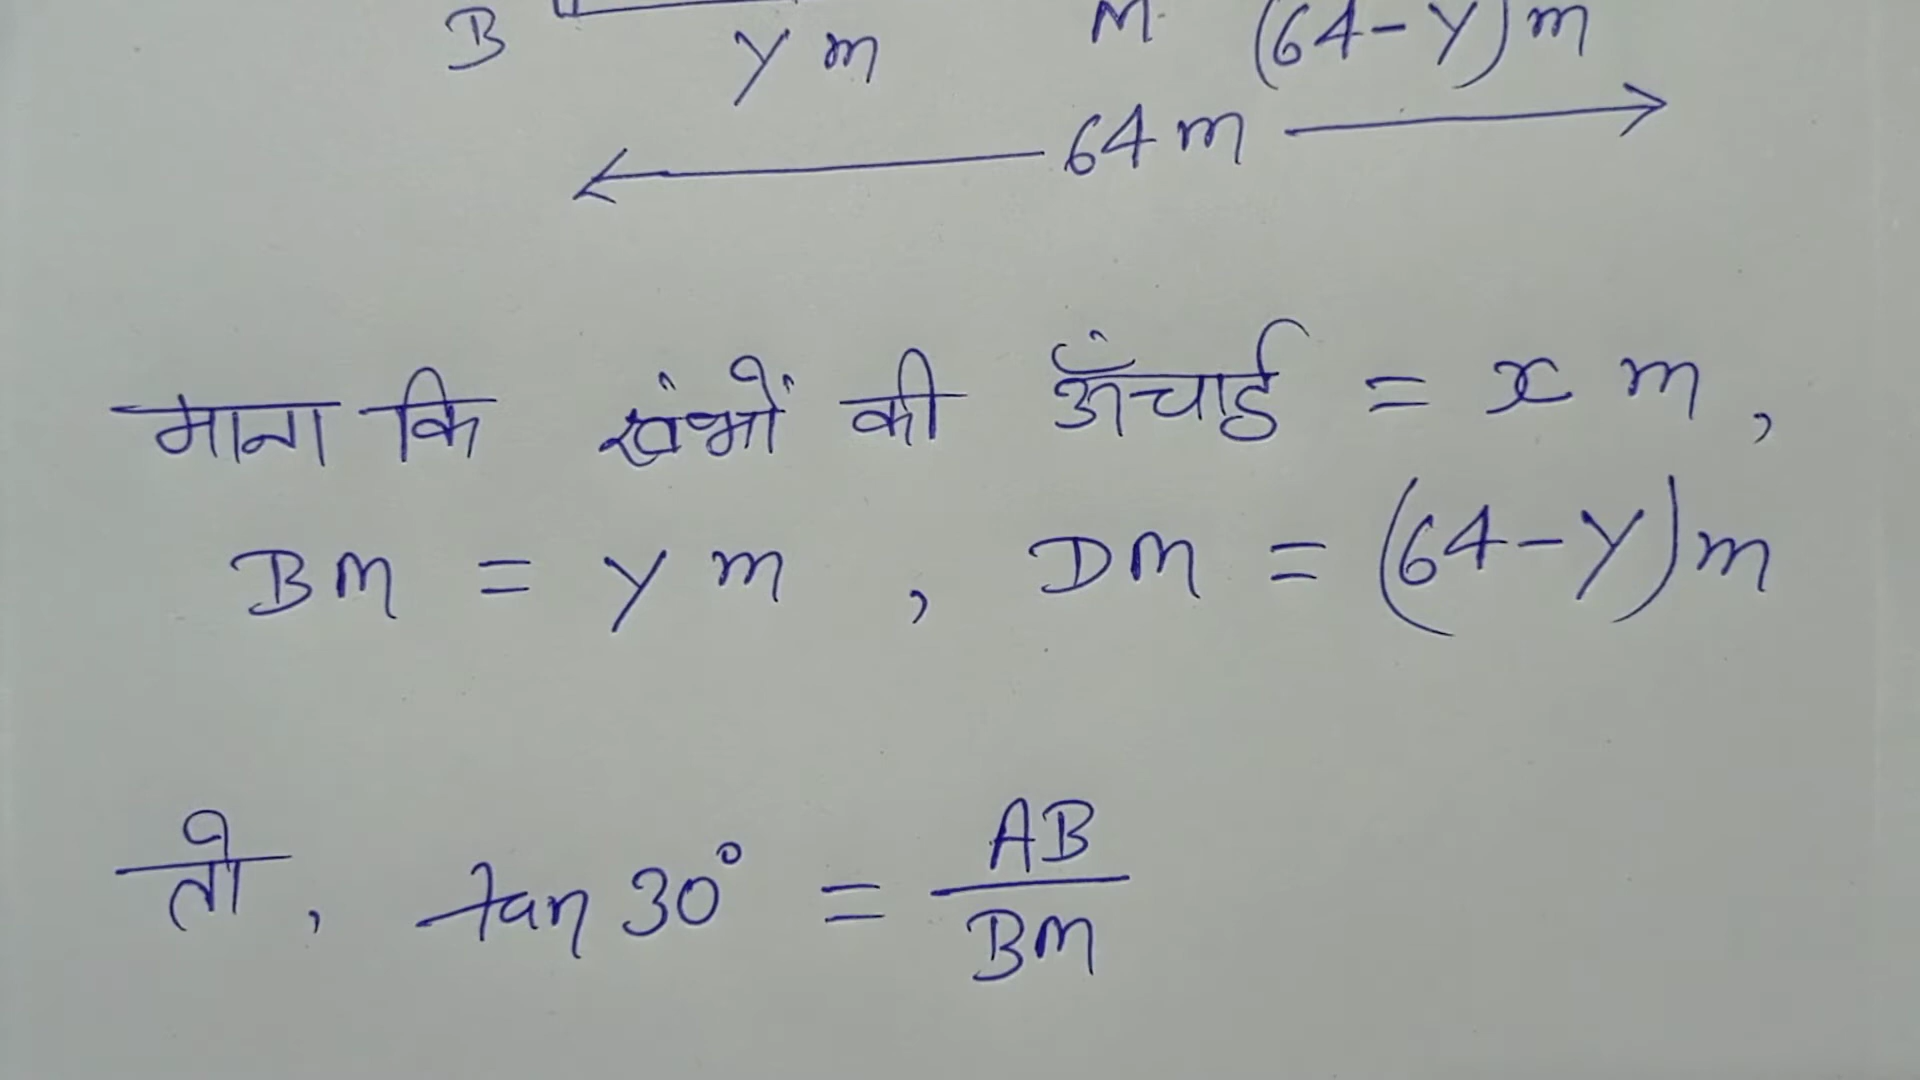 B y m M (64-y) m
64 m
माना कि खंभों की ऊँचाई = x m,
BM = y m , DM = (64-y) m
तो, tan 30° = AB/BM